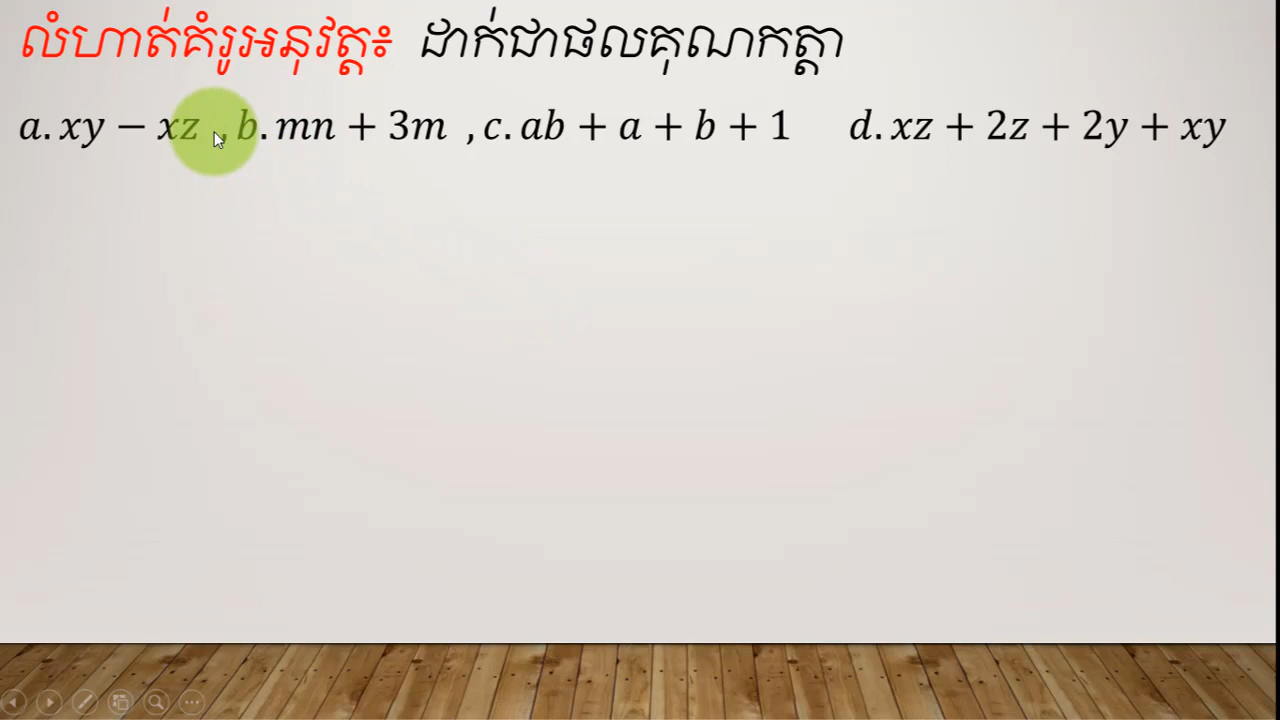 លំហាត់គំរូអនុវត្ត៖ ដាក់ជាផលគុណកត្តា
a. xy − xz , b. mn + 3m , c. ab + a + b + 1 d. xz + 2z + 2y + xy